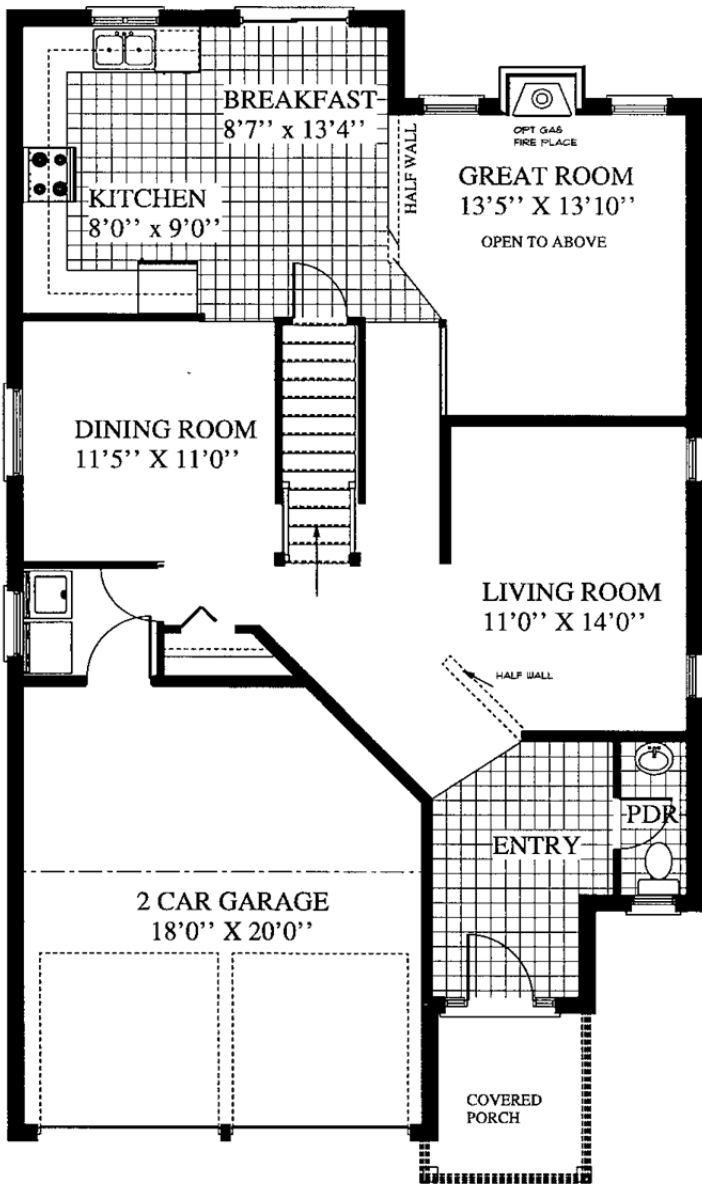 BREAKFAST
8'7'' x 13'4''
HALF WALL
OPT GAS
FIRE PLACE
GREAT ROOM
13'5'' X 13'10''
OPEN TO ABOVE
KITCHEN
8'0'' x 9'0''
DINING ROOM
11'5'' X 11'0''
LIVING ROOM
11'0'' X 14'0''
HALF WALL
PDR
ENTRY
2 CAR GARAGE
18'0'' X 20'0''
COVERED
PORCH